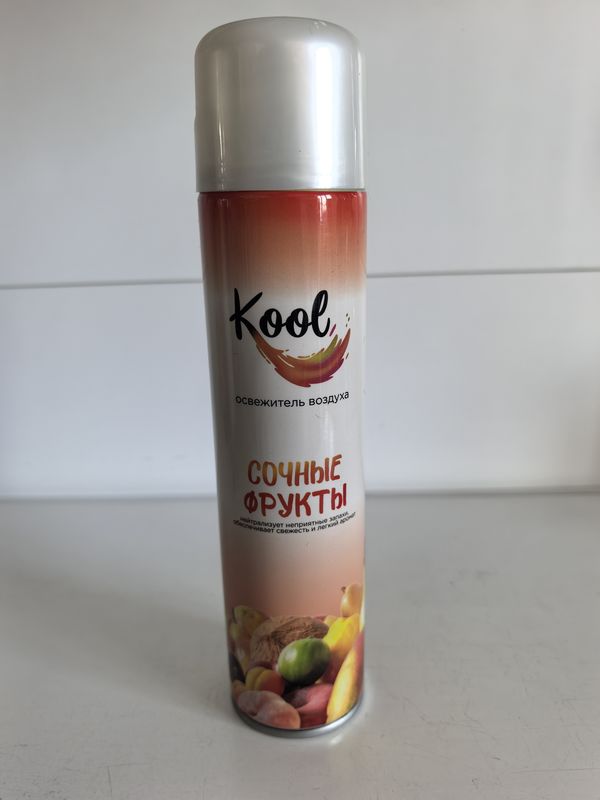 Kool
освежитель воздуха
СОЧНЫЕ
ФРУКТЫ
нейтрализует неприятные запахи,
обеспечивает свежесть и легкий аромат